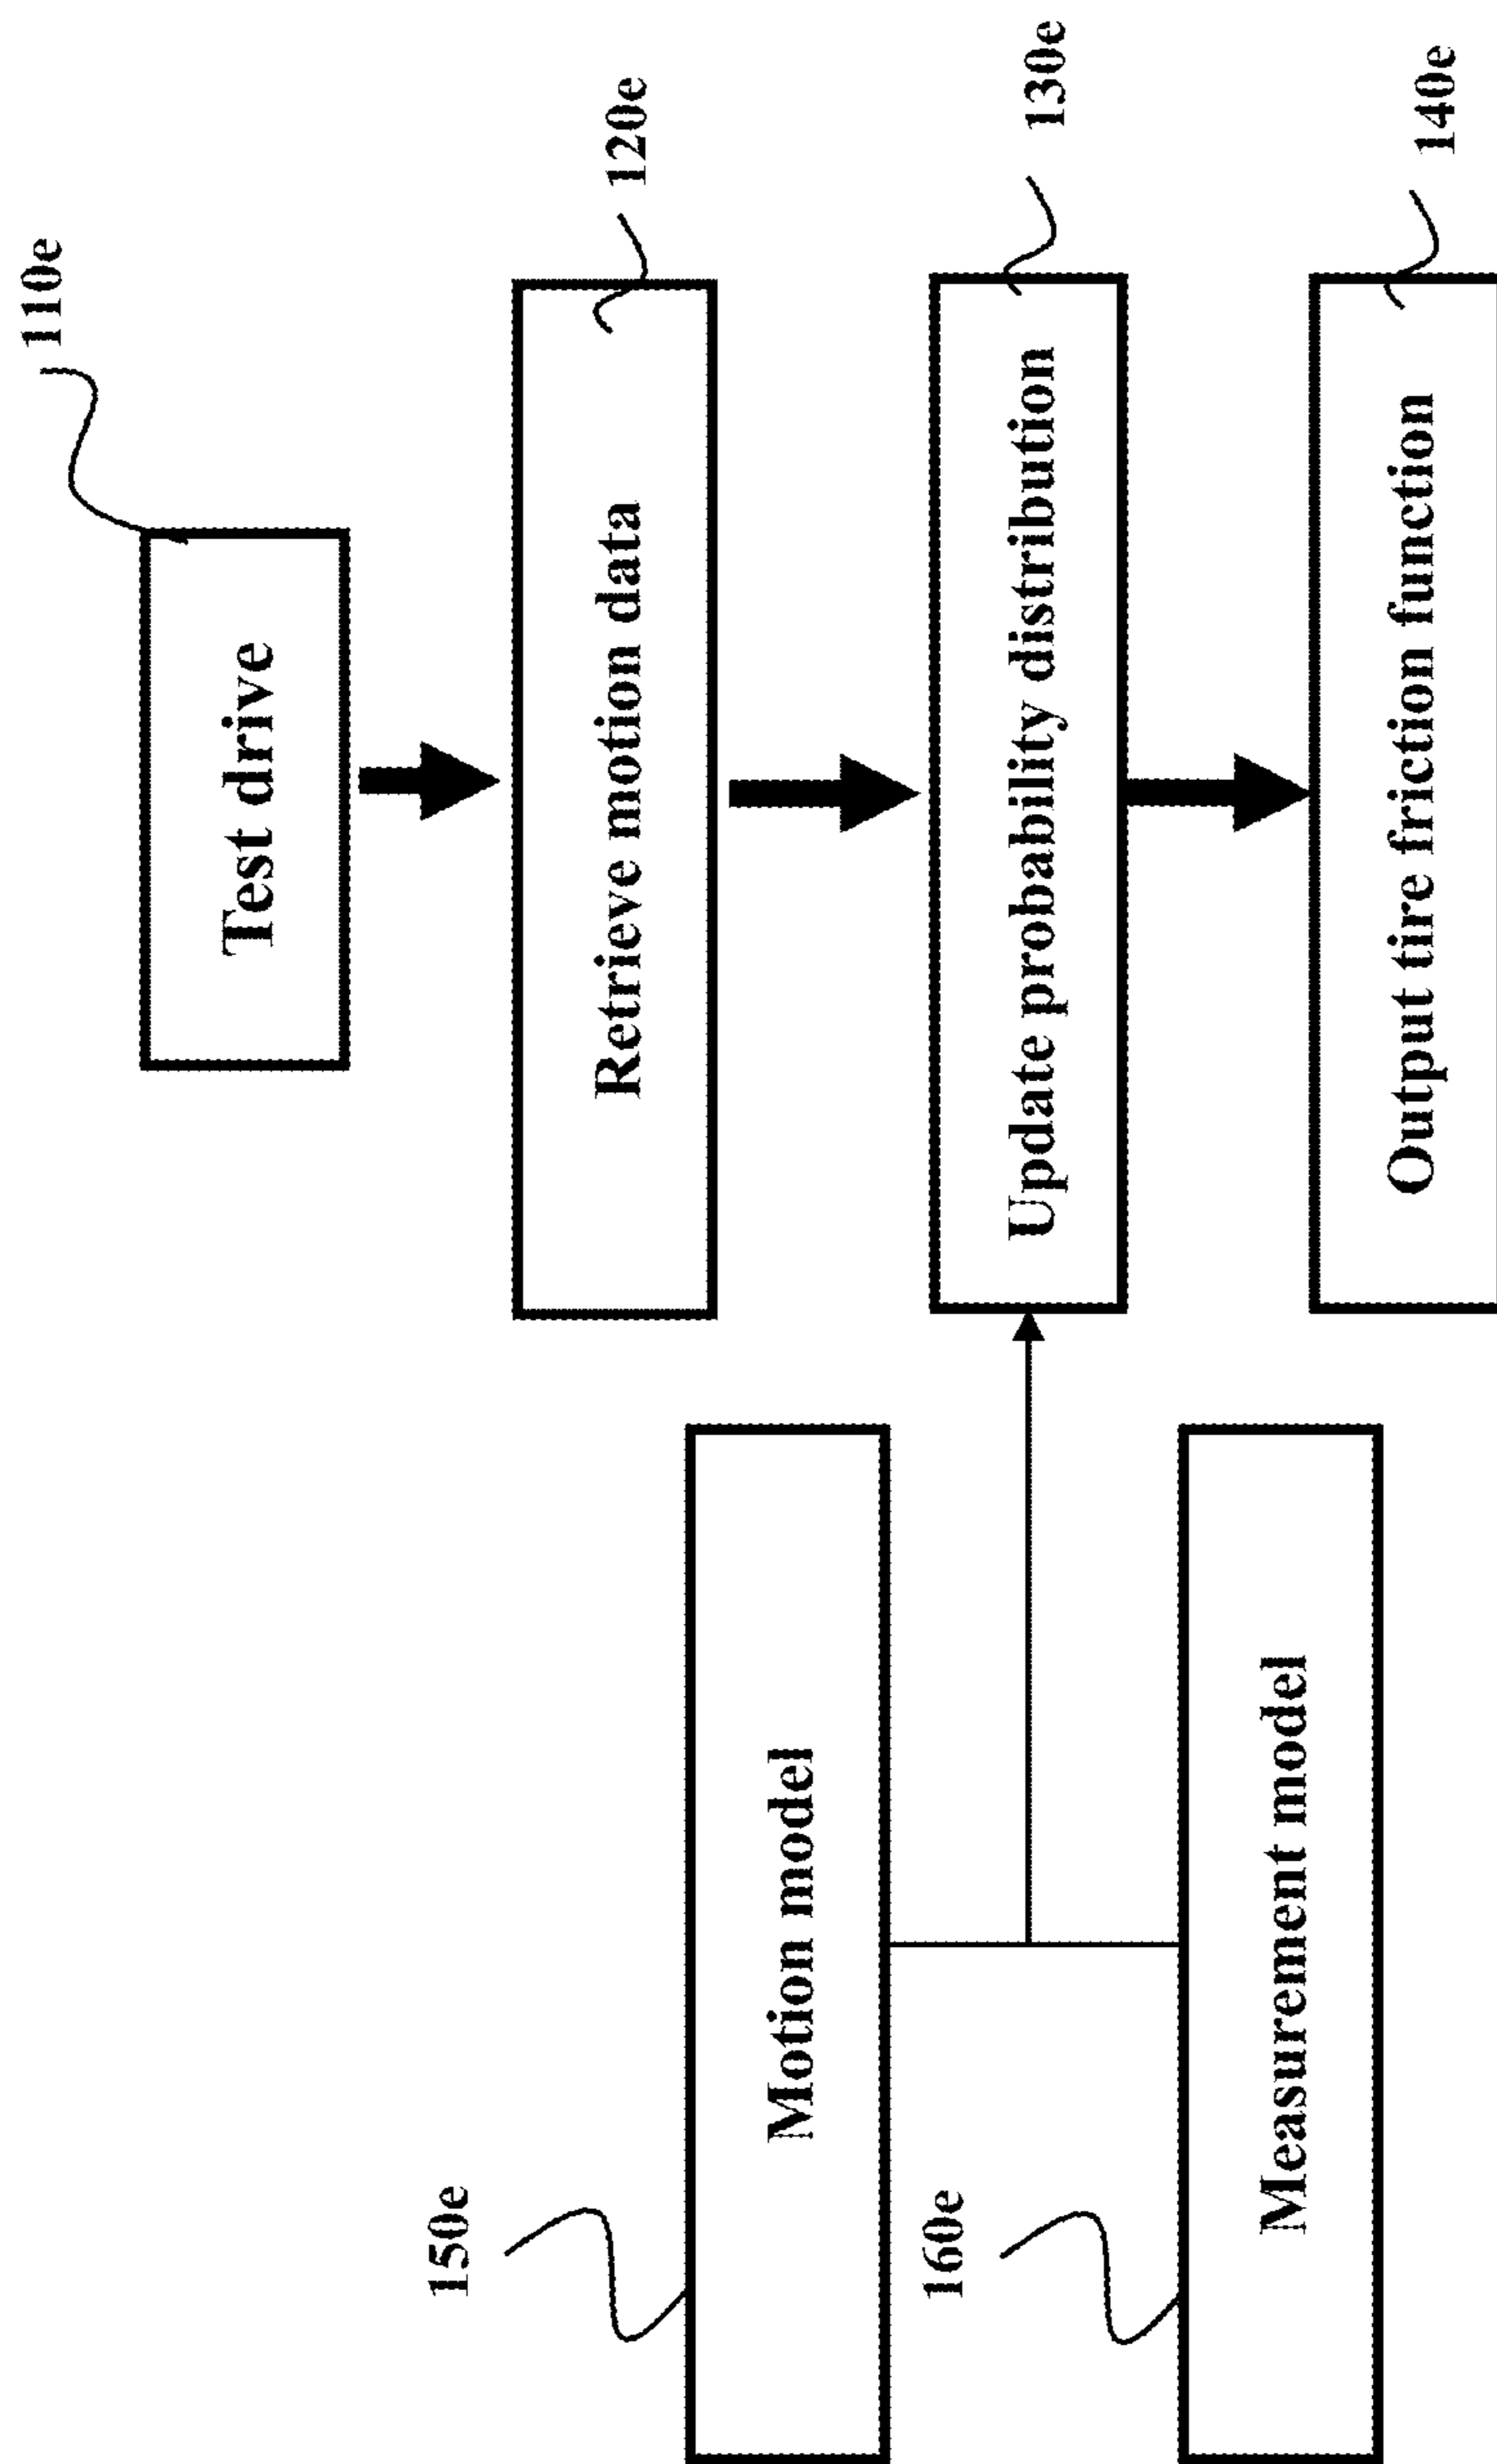 110e
Test drive
120e
Retrieve motion data
130e
Update probability distribution
140e
Output tire friction function
150e
Motion model
160e
Measurement model